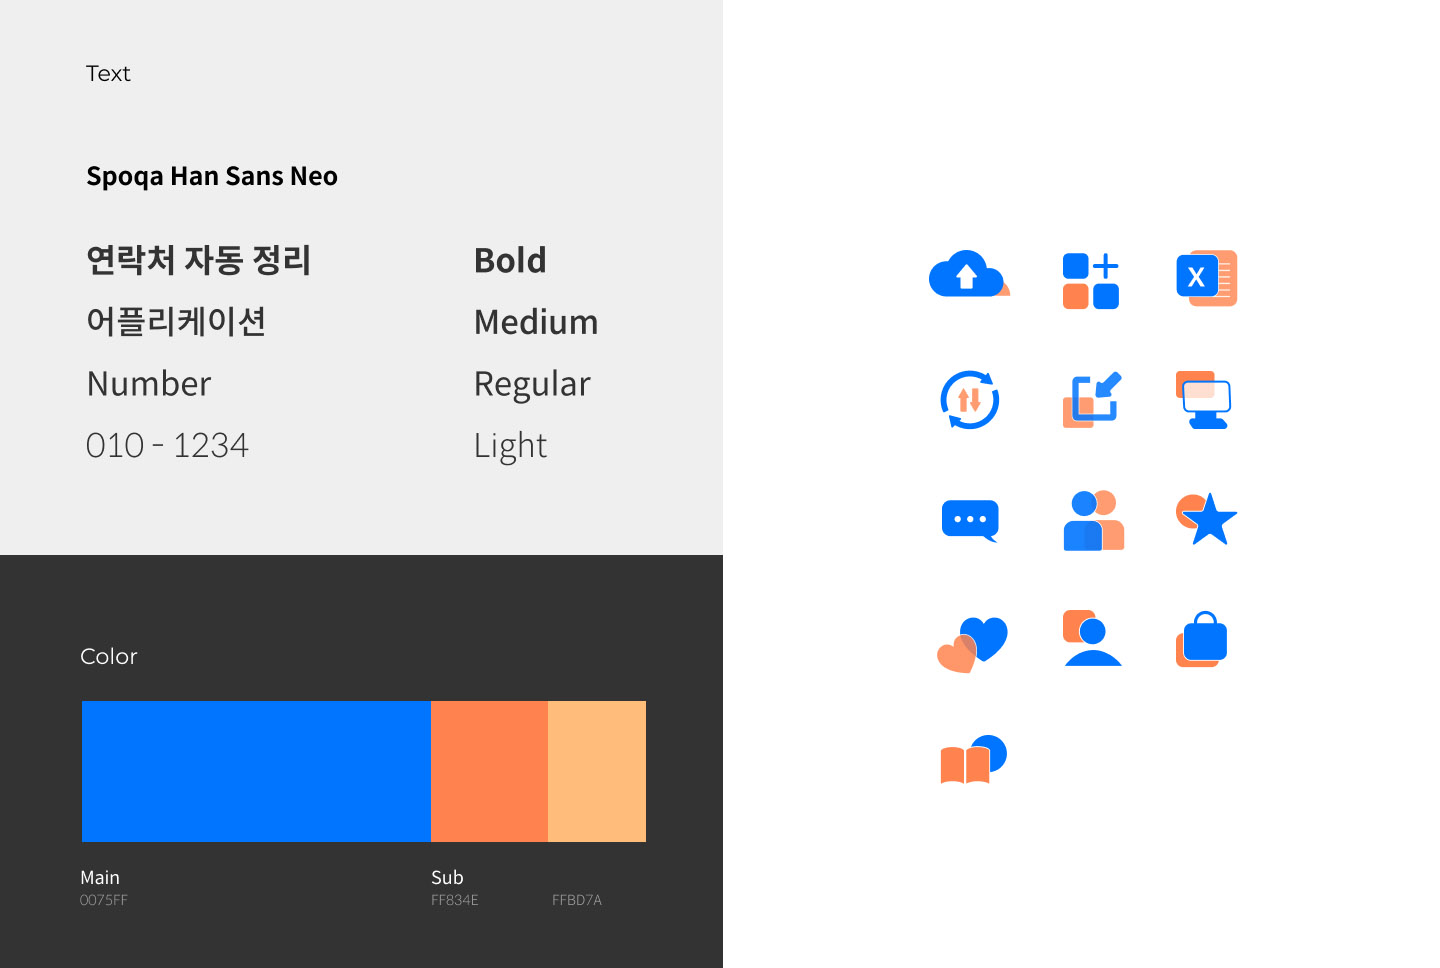 Text
Spoqa Han Sans Neo
연락처 자동 정리
Bold
어플리케이션
Medium
Number
Regular
010 - 1234
Light
X
Color
Main
0075FF
Sub
FF834E
FFBD7A